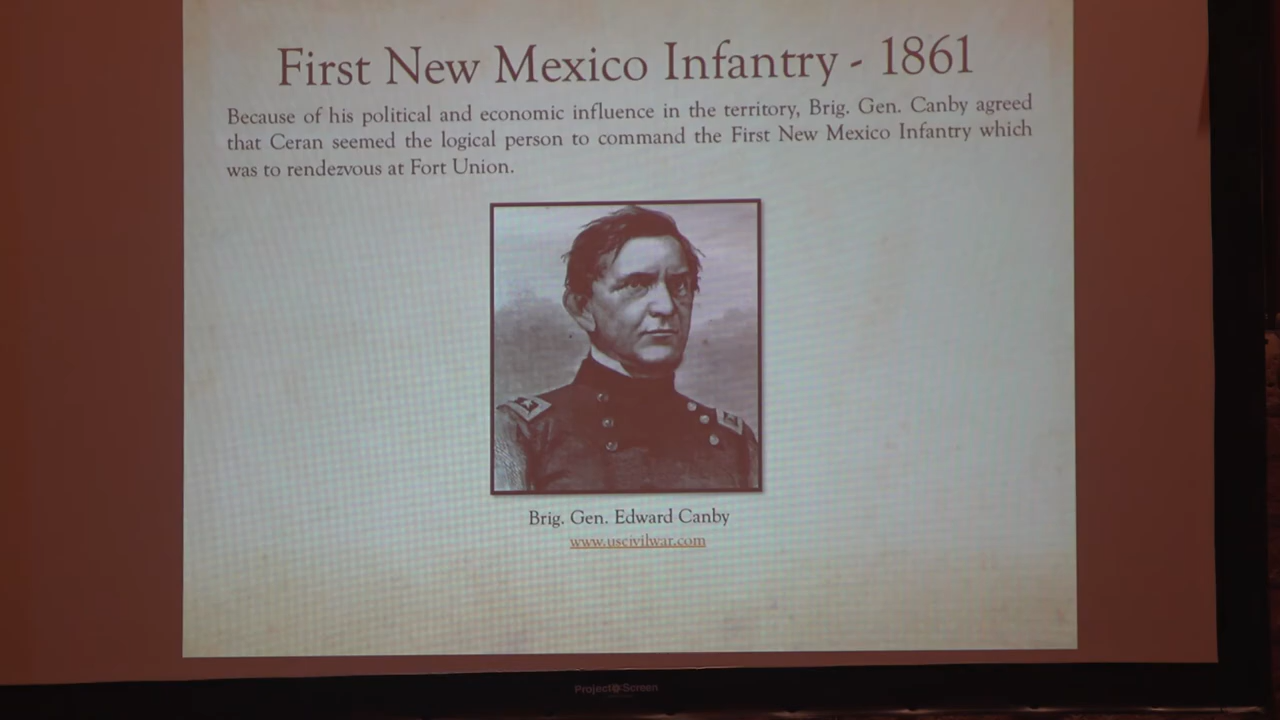 First New Mexico Infantry - 1861
Because of his political and economic influence in the territory, Brig. Gen. Canby agreed
that Ceran seemed the logical person to command the First New Mexico Infantry which
was to rendezvous at Fort Union.
Brig. Gen. Edward Canby
www.uscivilwar.com
Project Screen